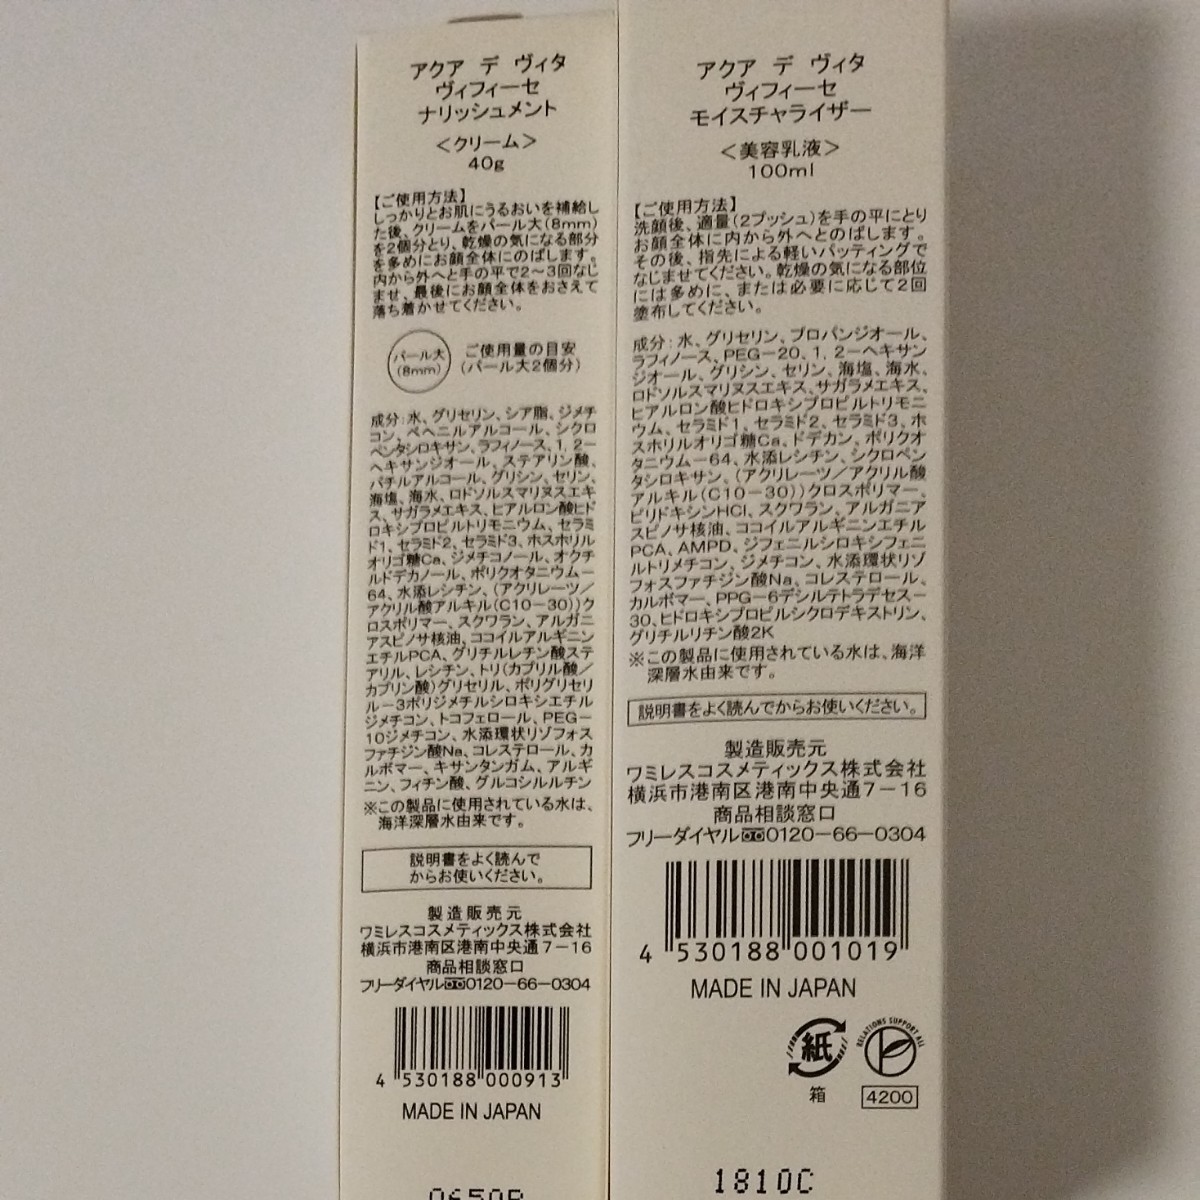 アクア デ ヴィタ
ヴィフィーセ
ナリッシュメント
＜クリーム＞
40g
【ご使用方法】
しっかりとお肌にうるおいを補給し
た後、クリームをパール大(8mm)
を2個分とり、乾燥の気になる部分
を多めにお顔全体にのばします。
内から外へと手の平で2～3回なじ
ませ、最後にお顔全体をおさえて
落ち着かせてください。
パール大
(8mm)
ご使用量の目安
(パール大2個分)
成分：水、グリセリン、シア脂、ジメチ
コン、ベヘニルアルコール、シクロ
ペンタシロキサン、ラフィノース、1, 2－
ヘキサンジオール、ステアリン酸、
バチルアルコール、グリシン、セリン、
海塩、海水、ロドソルスマリヌスエキ
ス、サガラメエキス、ヒアルロン酸ヒド
ロキシプロピルトリモニウム、セラミ
ド1、セラミド2、セラミド3、ホスホリル
オリゴ糖Ca、ジメチコノール、オクチ
ルドデカノール、ポリクオタニウム－
64、水添レシチン、(アクリレーツ／
アクリル酸アルキル(C10－30))ク
ロスポリマー、スクワラン、アルガニ
アスピノサ核油、ココイルアルギニン
エチルPCA、グリチルレチン酸ステ
アリル、レシチン、トリ(カプリル酸／
カプリン酸)グリセリル、ポリグリセリ
ル－3ポリジメチルシロキシエチル
ジメチコン、トコフェロール、PEG－
10ジメチコン、水添環状リゾフォス
ファチジン酸Na、コレステロール、カ
ルボマー、キサンタンガム、アルギ
ニン、フィチン酸、グルコシルルチン
※この製品に使用されている水は、
海洋深層水由来です。
説明書をよく読んで
からお使いください。
製造販売元
ワミレスコスメティックス株式会社
横浜市港南区港南中央通7－16
商品相談窓口
フリーダイヤル0120－66－0304
4 530188 000913
MADE IN JAPAN
0650B
アクア デ ヴィタ
ヴィフィーセ
モイスチャライザー
＜美容乳液＞
100ml
【ご使用方法】
洗顔後、適量(2プッシュ)を手の平にとり
お顔全体に内から外へとのばします。
その後、指先による軽いパッティングで
なじませてください。乾燥の気になる部位
には多めに、または必要に応じて2回
塗布してください。
成分：水、グリセリン、プロパンジオール、
ラフィノース、PEG－20、1, 2－ヘキサン
ジオール、グリシン、セリン、海塩、海水、
ロドソルスマリヌスエキス、サガラメエキス、
ヒアルロン酸ヒドロキシプロピルトリモニ
ウム、セラミド1、セラミド2、セラミド3、ホ
スホリルオリゴ糖Ca、ドデカン、ポリクオ
タニウム－64、水添レシチン、シクロペン
タシロキサン、(アクリレーツ／アクリル酸
アルキル(C10－30))クロスポリマー、
ピリドキシンHCl、スクワラン、アルガニア
スピノサ核油、ココイルアルギニンエチル
PCA、AMPD、ジフェニルシロキシフェニ
ルトリメチコン、ジメチコン、水添環状リゾ
フォスファチジン酸Na、コレステロール、
カルボマー、PPG－6デシルテトラデセス－
30、ヒドロキシプロピルシクロデキストリン、
グリチルリチン酸2K
※この製品に使用されている水は、海洋
深層水由来です。
説明書をよく読んでからお使いください。
製造販売元
ワミレスコスメティックス株式会社
横浜市港南区港南中央通7－16
商品相談窓口
フリーダイヤル0120－66－0304
4 530188 001019
MADE IN JAPAN
紙
箱
RELATIONS SUPPORT ALL
4200
1810C